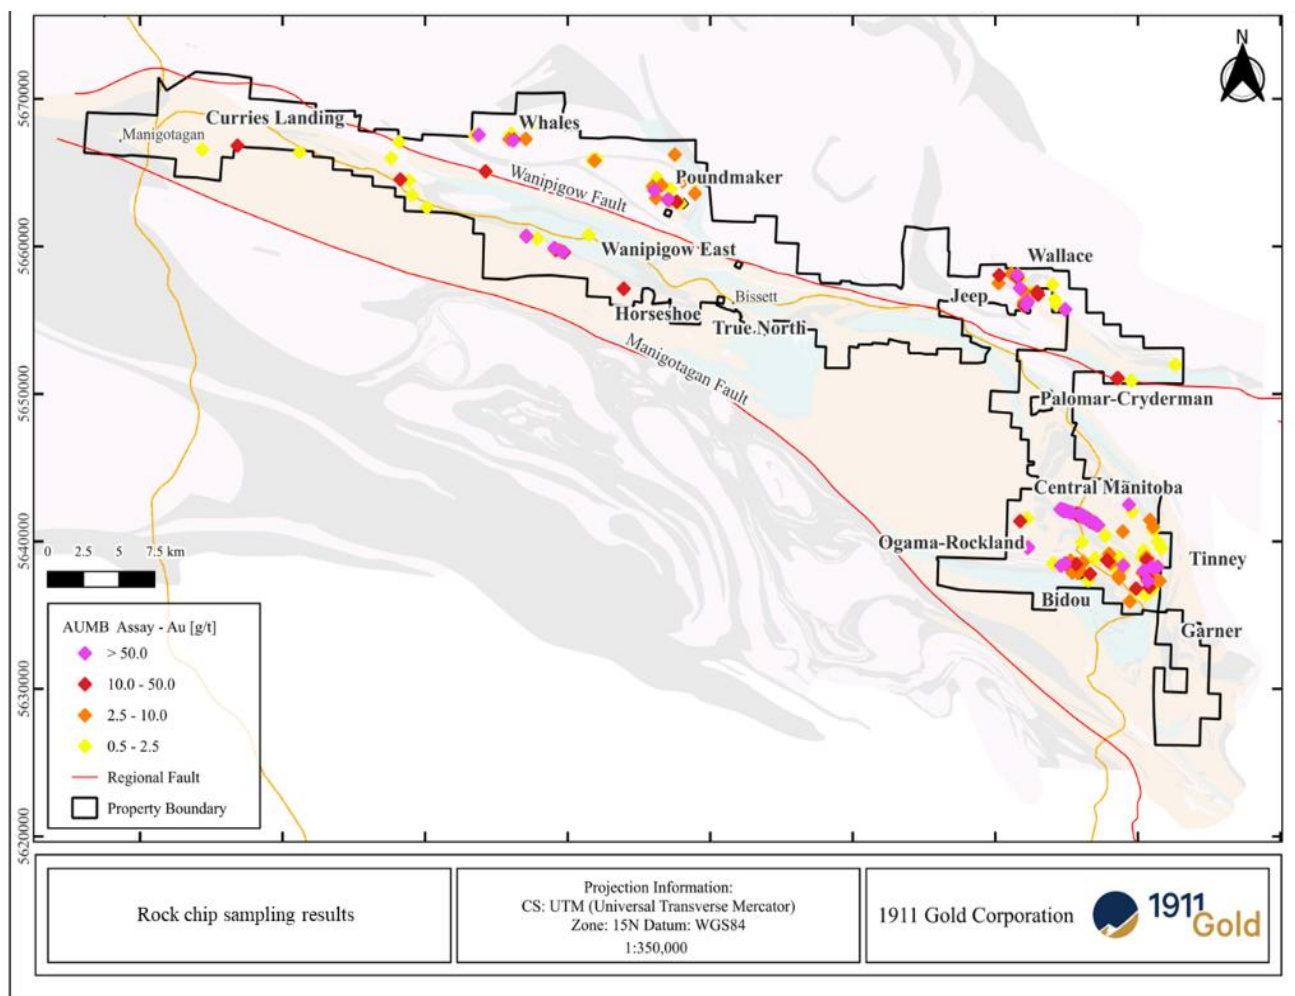 N
5670000
5660000
5650000
5640000
5630000
5620000
Curries Landing
Manigotagan
Whales
Wanipigow Fault
Poundmaker
Wanipigow East
Wallace
Jeep
Bissett
Horseshoe
True North
Manigotagan Fault
Palomar-Cryderman
Central Manitoba
Ogama-Rockland
Tinney
Bidou
Garner
0 2.5 5 7.5 km
AUMB Assay - Au [g/t]
> 50.0
10.0 - 50.0
2.5 - 10.0
0.5 - 2.5
Regional Fault
Property Boundary
Rock chip sampling results
Projection Information:
CS: UTM (Universal Transverse Mercator)
Zone: 15N Datum: WGS84
1:350,000
1911 Gold Corporation
1911
Gold